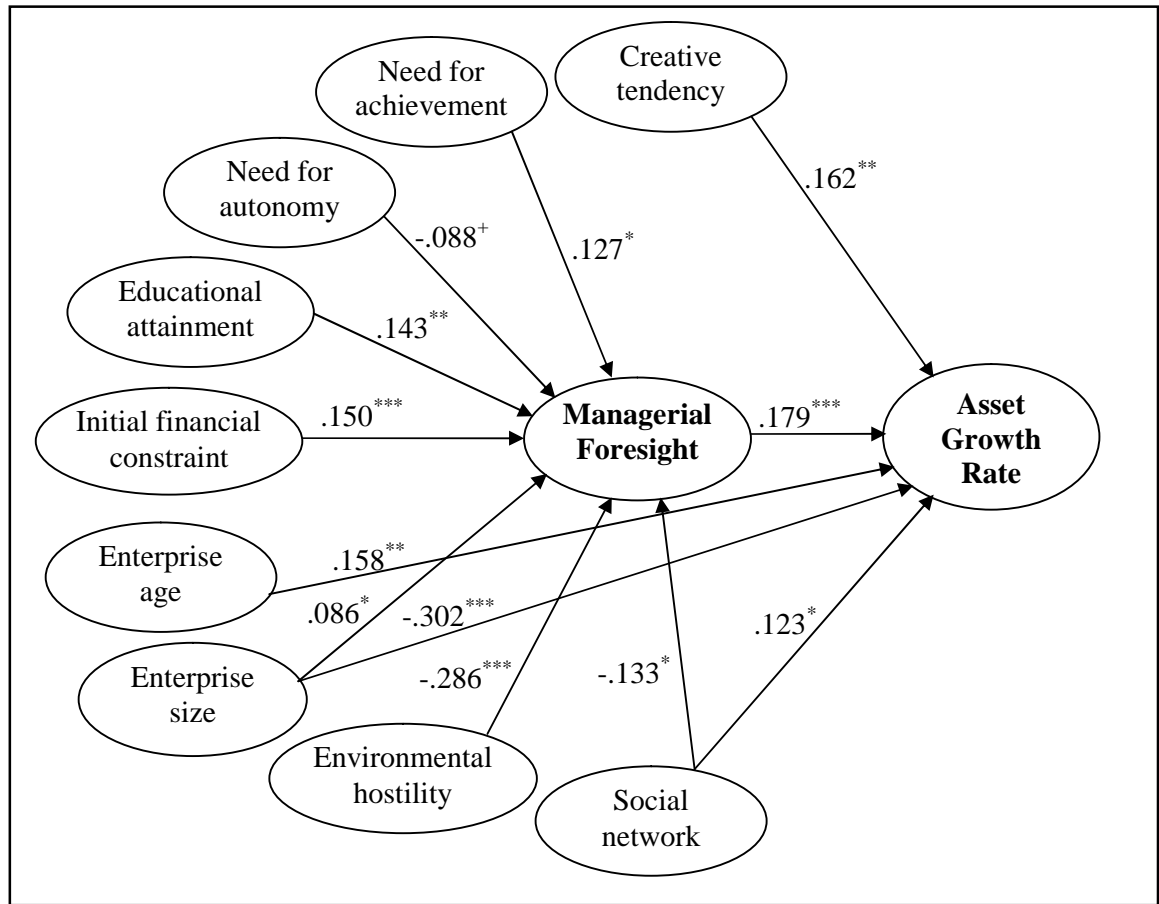 Need for
achievement
Creative
tendency
Need for
autonomy
.162**
-.088+
.127*
Educational
attainment
.143**
Initial financial
constraint
.150***
Managerial
Foresight
.179***
Asset
Growth
Rate
Enterprise
age
.158**
.086*
-.302***
.123*
Enterprise
size
-.286***
-.133*
Environmental
hostility
Social
network